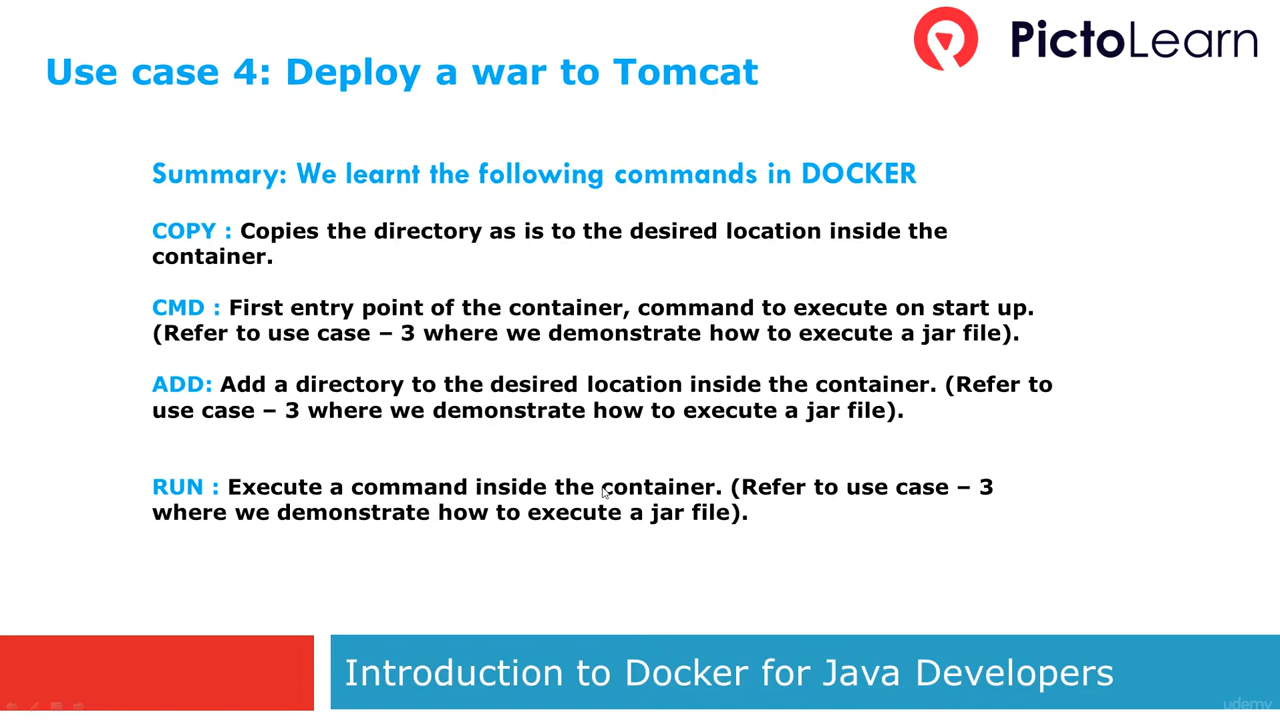 PictoLearn
Use case 4: Deploy a war to Tomcat
Summary: We learnt the following commands in DOCKER
COPY : Copies the directory as is to the desired location inside the
container.
CMD : First entry point of the container, command to execute on start up.
(Refer to use case – 3 where we demonstrate how to execute a jar file).
ADD: Add a directory to the desired location inside the container. (Refer to
use case – 3 where we demonstrate how to execute a jar file).
RUN : Execute a command inside the container. (Refer to use case – 3
where we demonstrate how to execute a jar file).
Introduction to Docker for Java Developers
udemy